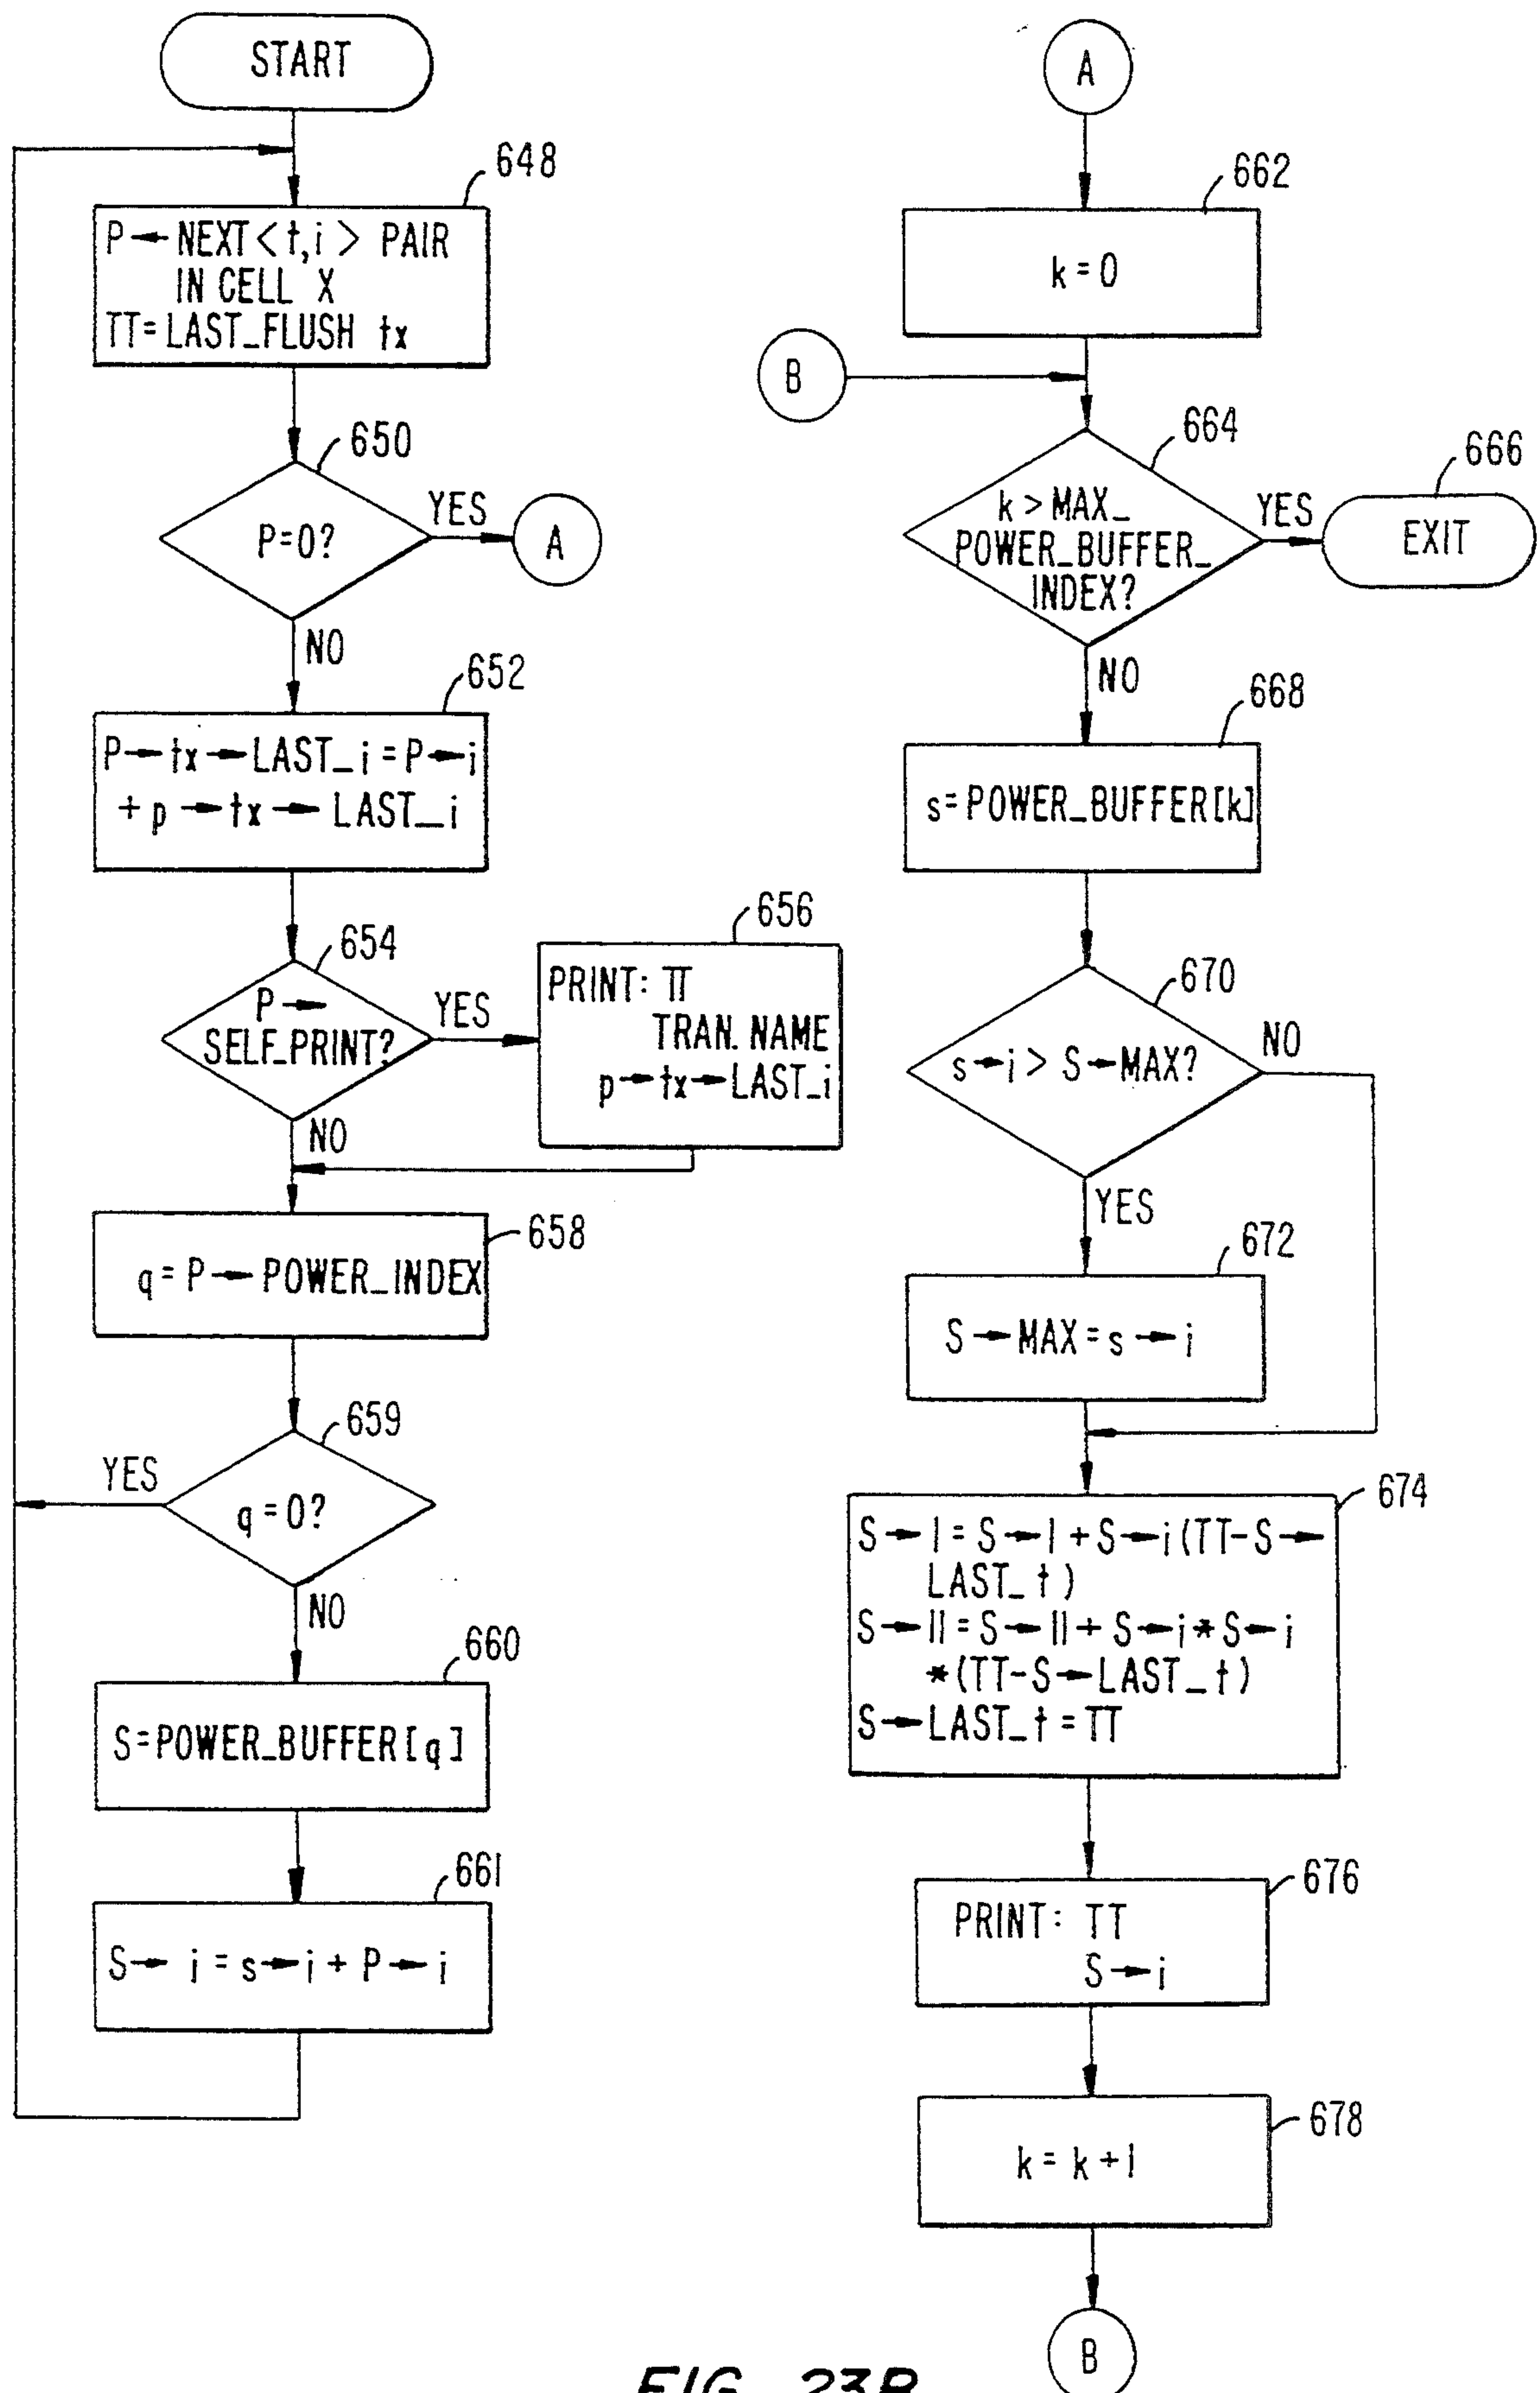 START
648
P←NEXT<t,i> PAIR
IN CELL X
TT=LAST_FLUSH tx
650
P=0?
YES
A
NO
652
P→tx→LAST_i=P→i
+p→tx→LAST_i
654
P→
SELF_PRINT?
YES
NO
656
PRINT: TT
TRAN. NAME
p→tx→LAST_i
658
q=P→POWER_INDEX
659
YES
q=0?
NO
660
S=POWER_BUFFER[q]
661
S→ i=s→i+P→i
A
662
k=0
B
664
k>MAX_
POWER_BUFFER_
INDEX?
YES
666
EXIT
NO
668
s=POWER_BUFFER[k]
670
s→i>S→MAX?
NO
YES
672
S→MAX=s→i
674
S→I=S→I+S→i(TT-S→
LAST_t)
S→II=S→II+S→i*S→i
*(TT-S→LAST_t)
S→LAST_t=TT
676
PRINT: TT
S→i
678
k=k+1
B
FIG. 23B